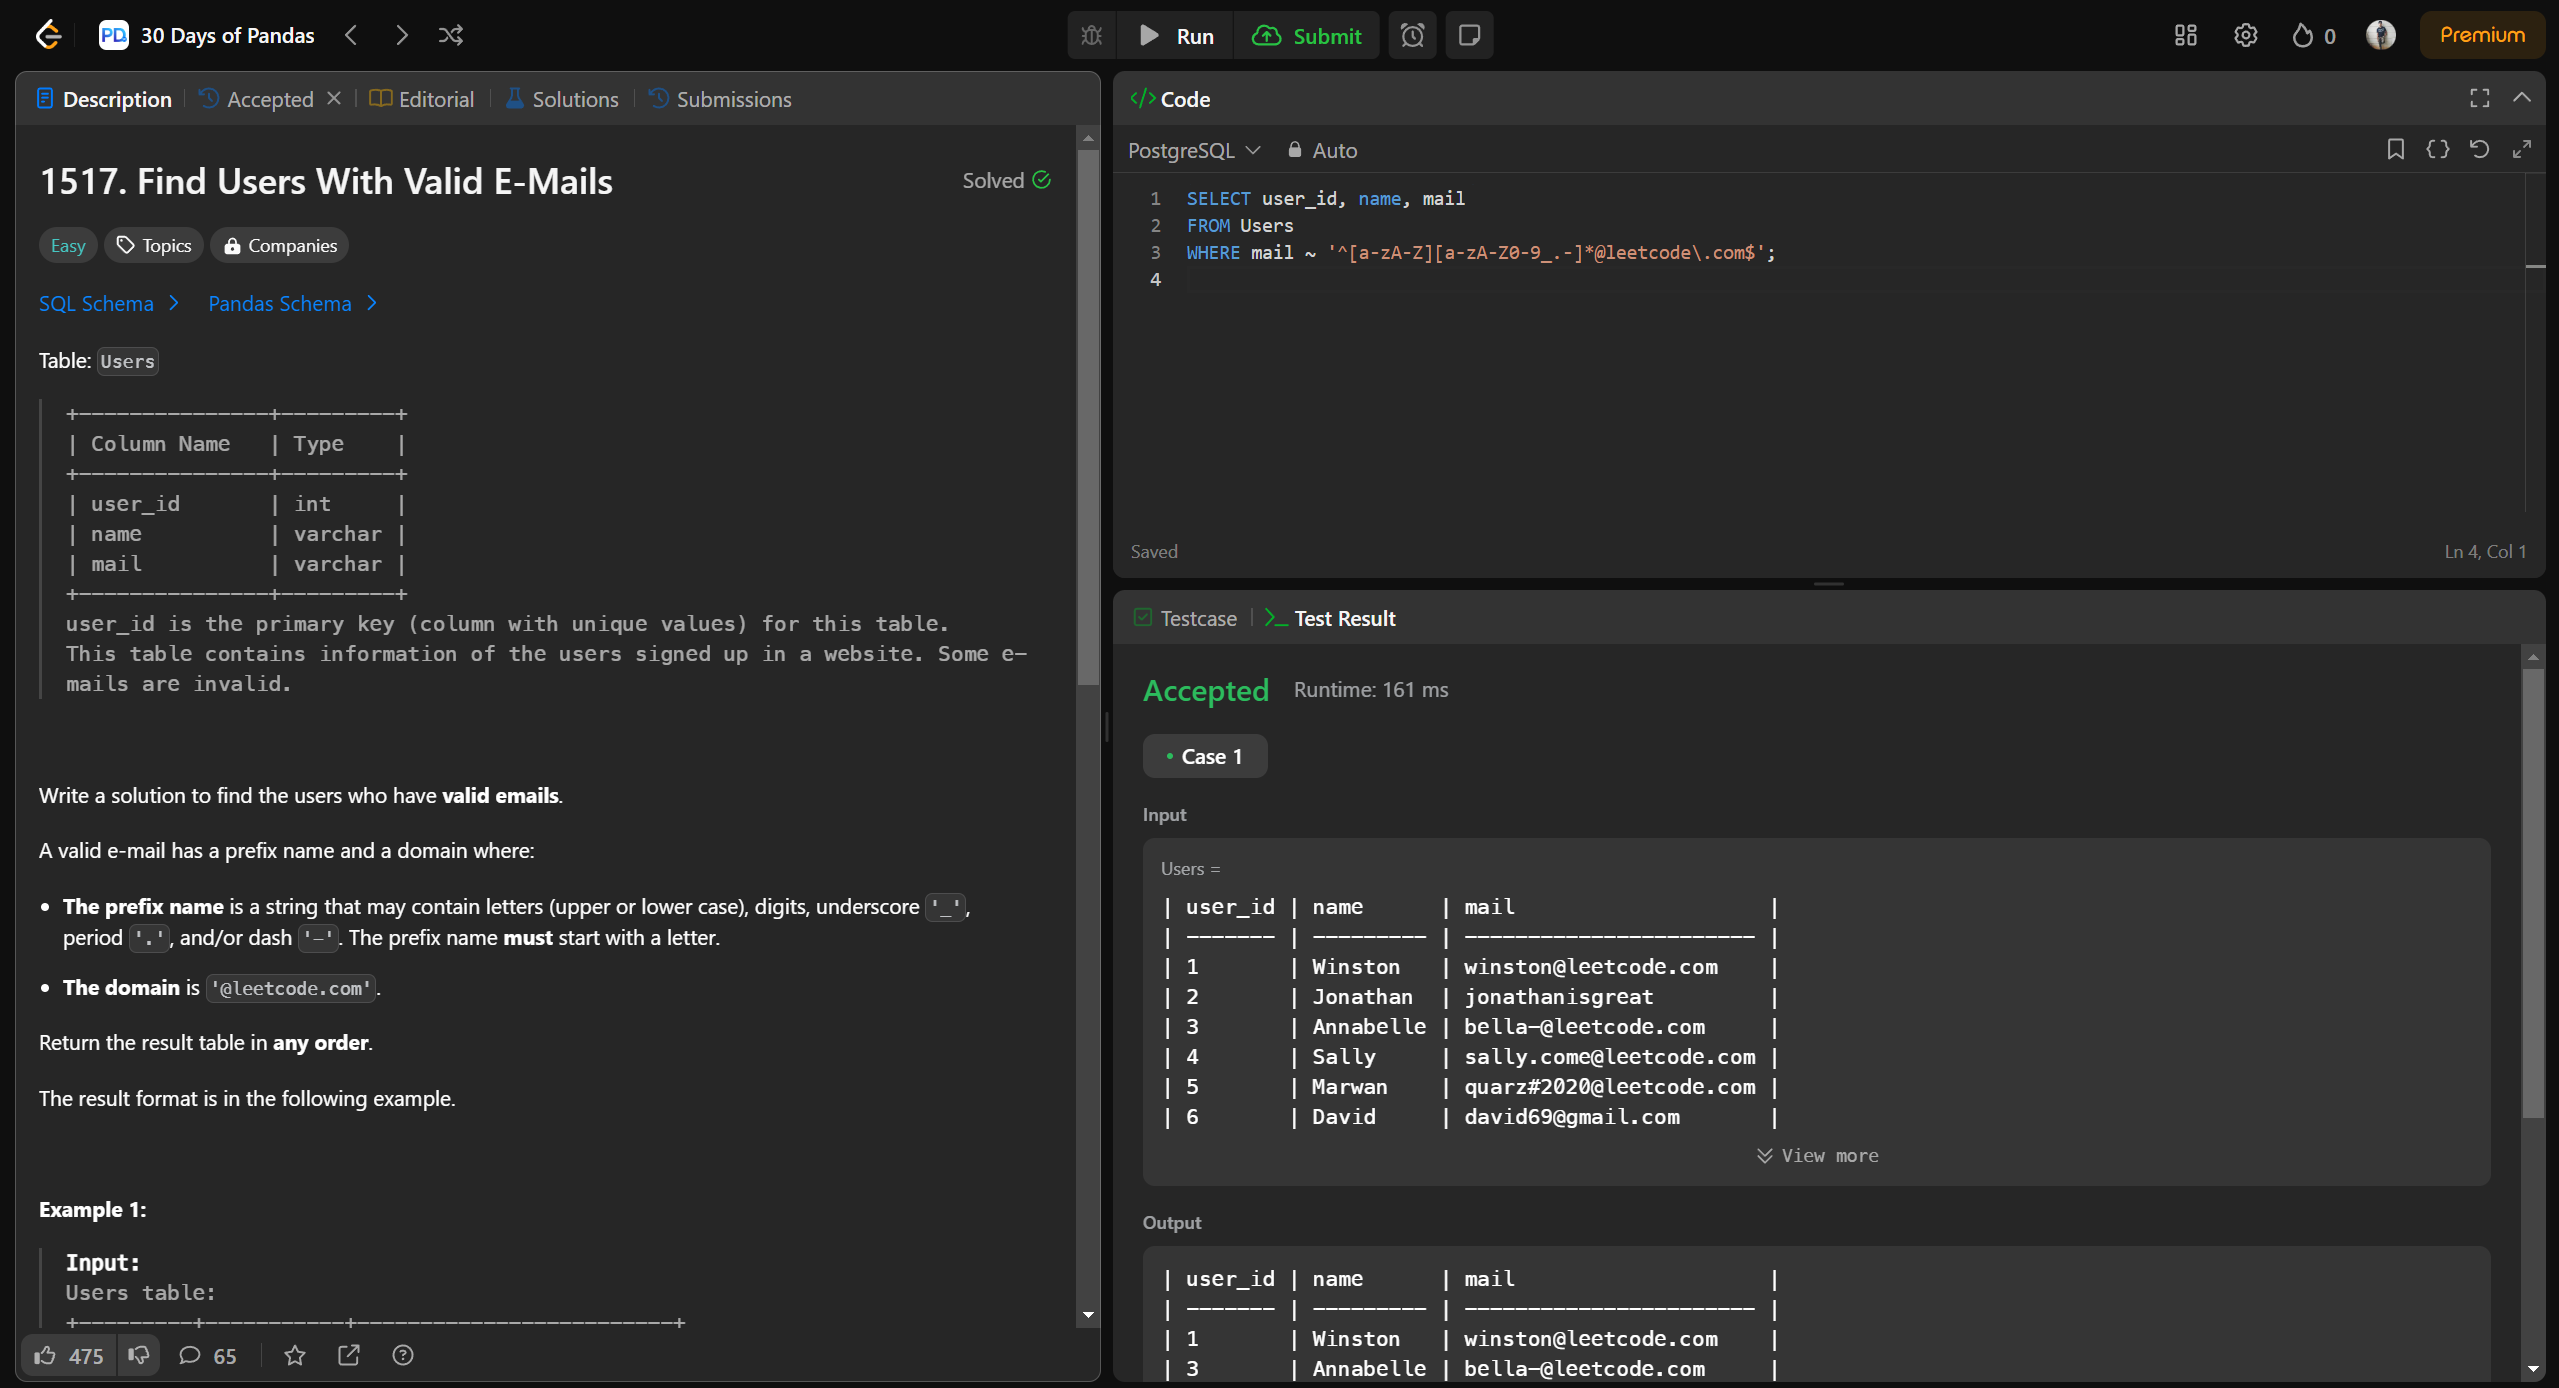 30 Days of Pandas
Run
Submit
0
Premium
Description
Accepted
Editorial
Solutions
Submissions
1517. Find Users With Valid E-Mails
Solved
Easy
Topics
Companies
SQL Schema
Pandas Schema
Table: Users
+---------------+---------+
| Column Name   | Type    |
+---------------+---------+
| user_id       | int     |
| name          | varchar |
| mail          | varchar |
+---------------+---------+
user_id is the primary key (column with unique values) for this table.
This table contains information of the users signed up in a website. Some e-
mails are invalid.
Write a solution to find the users who have valid emails.
A valid e-mail has a prefix name and a domain where:
• The prefix name is a string that may contain letters (upper or lower case), digits, underscore '_',
period '.', and/or dash '-'. The prefix name must start with a letter.
• The domain is '@leetcode.com'.
Return the result table in any order.
The result format is in the following example.
Example 1:
Input:
Users table:
+---------+-----------+-------------------------+
475
65
</> Code
PostgreSQL
Auto
1 SELECT user_id, name, mail
2 FROM Users
3 WHERE mail ~ '^[a-zA-Z][a-zA-Z0-9_.-]*@leetcode\.com$';
4
Saved
Ln 4, Col 1
Testcase
Test Result
Accepted
Runtime: 161 ms
• Case 1
Input
Users =
| user_id | name      | mail                    |
| ------- | --------- | ----------------------- |
| 1       | Winston   | winston@leetcode.com    |
| 2       | Jonathan  | jonathanisgreat         |
| 3       | Annabelle | bella-@leetcode.com     |
| 4       | Sally     | sally.come@leetcode.com |
| 5       | Marwan    | quarz#2020@leetcode.com |
| 6       | David     | david69@gmail.com       |
View more
Output
| user_id | name      | mail                    |
| ------- | --------- | ----------------------- |
| 1       | Winston   | winston@leetcode.com    |
| 3       | Annabelle | bella-@leetcode.com     |